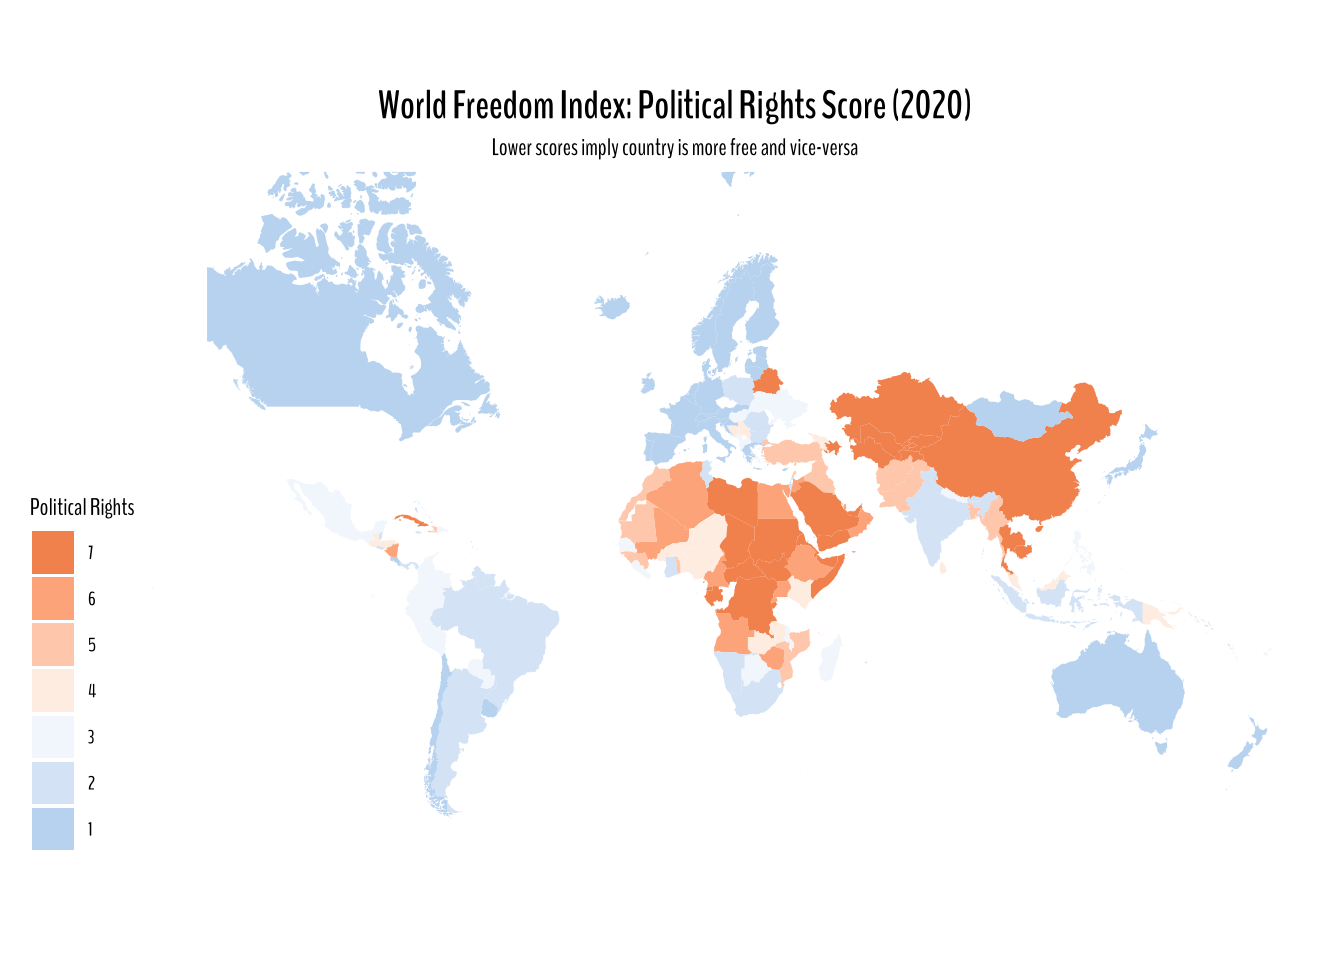 World Freedom Index: Political Rights Score (2020)
Lower scores imply country is more free and vice-versa
Political Rights
7
6
5
4
3
2
1